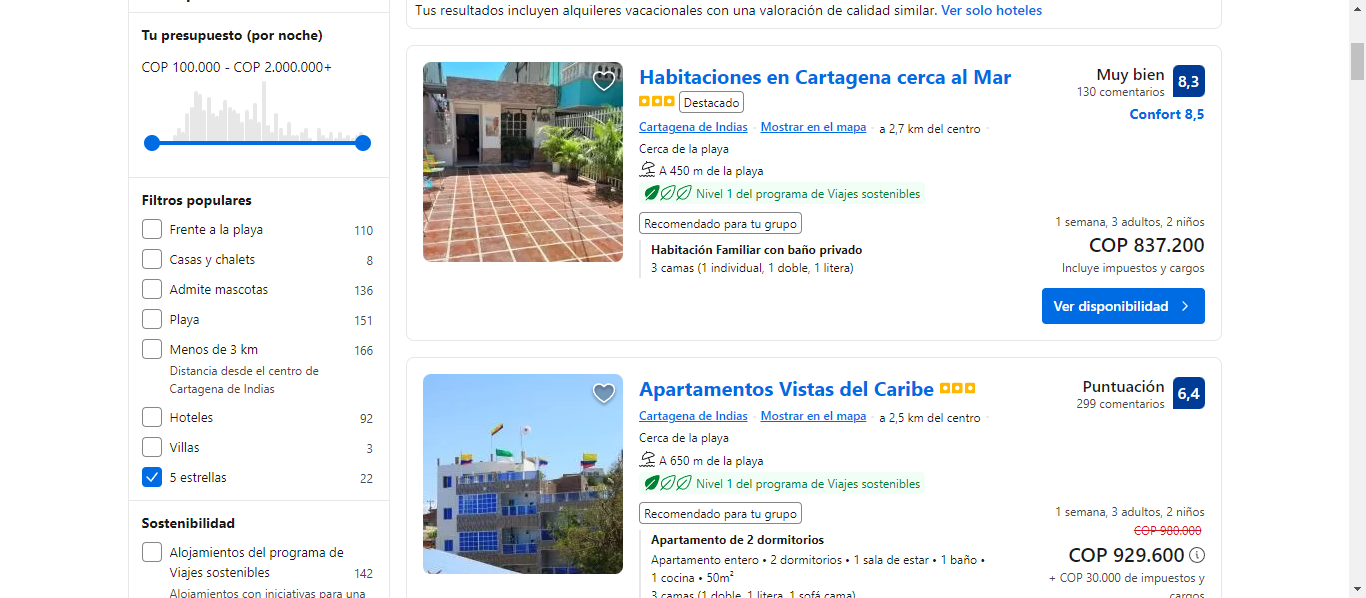 Tus resultados incluyen alquileres vacacionales con una valoración de calidad similar. Ver solo hoteles
Tu presupuesto (por noche)
COP 100.000 - COP 2.000.000+
Filtros populares
Frente a la playa 110
Casas y chalets 8
Admite mascotas 136
Playa 151
Menos de 3 km 166
Distancia desde el centro de
Cartagena de Indias
Hoteles 92
Villas 3
5 estrellas 22
Sostenibilidad
Alojamientos del programa de
Viajes sostenibles 142
Alojamientos con iniciativas para una
Habitaciones en Cartagena cerca al Mar
Destacado
Cartagena de Indias · Mostrar en el mapa · a 2,7 km del centro ·
Cerca de la playa
A 450 m de la playa
Nivel 1 del programa de Viajes sostenibles
Recomendado para tu grupo
Habitación Familiar con baño privado
3 camas (1 individual, 1 doble, 1 litera)
Muy bien 8,3
130 comentarios
Confort 8,5
1 semana, 3 adultos, 2 niños
COP 837.200
Incluye impuestos y cargos
Ver disponibilidad
Apartamentos Vistas del Caribe
Cartagena de Indias · Mostrar en el mapa · a 2,5 km del centro ·
Cerca de la playa
A 650 m de la playa
Nivel 1 del programa de Viajes sostenibles
Recomendado para tu grupo
Apartamento de 2 dormitorios
Apartamento entero • 2 dormitorios • 1 sala de estar • 1 baño •
1 cocina • 50m²
3 camas (1 doble, 1 litera, 1 sofá cama)
Puntuación 6,4
299 comentarios
1 semana, 3 adultos, 2 niños
COP 980.000
COP 929.600
+ COP 30.000 de impuestos y
cargos